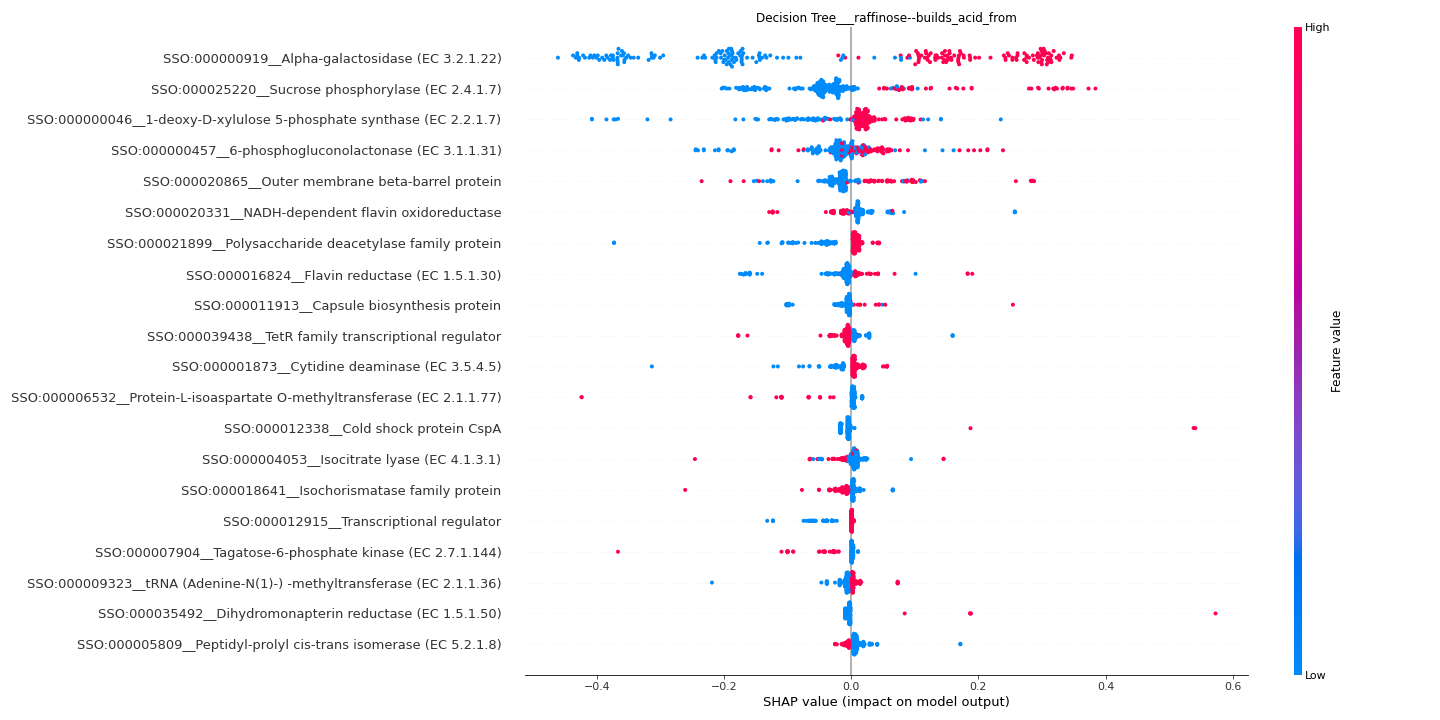 Decision Tree___raffinose--builds_acid_from
SSO:000000919__Alpha-galactosidase (EC 3.2.1.22)
SSO:000025220__Sucrose phosphorylase (EC 2.4.1.7)
SSO:000000046__1-deoxy-D-xylulose 5-phosphate synthase (EC 2.2.1.7)
SSO:000000457__6-phosphogluconolactonase (EC 3.1.1.31)
SSO:000020865__Outer membrane beta-barrel protein
SSO:000020331__NADH-dependent flavin oxidoreductase
SSO:000021899__Polysaccharide deacetylase family protein
SSO:000016824__Flavin reductase (EC 1.5.1.30)
SSO:000011913__Capsule biosynthesis protein
SSO:000039438__TetR family transcriptional regulator
SSO:000001873__Cytidine deaminase (EC 3.5.4.5)
SSO:000006532__Protein-L-isoaspartate O-methyltransferase (EC 2.1.1.77)
SSO:000012338__Cold shock protein CspA
SSO:000004053__Isocitrate lyase (EC 4.1.3.1)
SSO:000018641__Isochorismatase family protein
SSO:000012915__Transcriptional regulator
SSO:000007904__Tagatose-6-phosphate kinase (EC 2.7.1.144)
SSO:000009323__tRNA (Adenine-N(1)-) -methyltransferase (EC 2.1.1.36)
SSO:000035492__Dihydromonapterin reductase (EC 1.5.1.50)
SSO:000005809__Peptidyl-prolyl cis-trans isomerase (EC 5.2.1.8)
−0.4 −0.2 0.0 0.2 0.4 0.6
SHAP value (impact on model output)
High
Feature value
Low